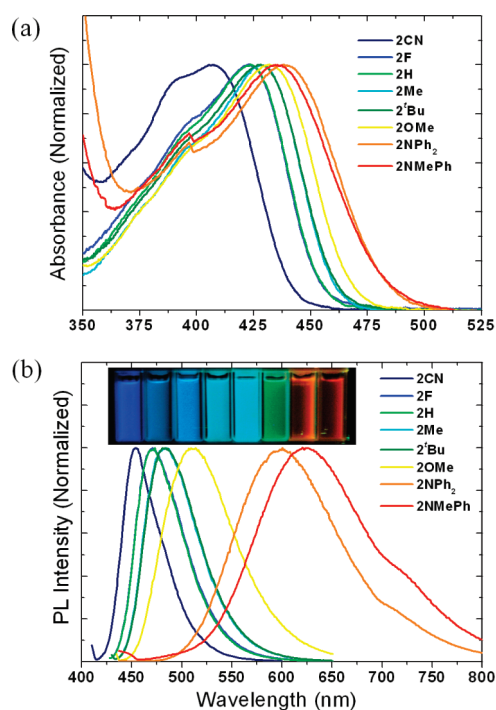 (a)
Absorbance (Normalized)
2CN
2F
2H
2Me
2ᵗBu
2OMe
2NPh₂
2NMePh
350 375 400 425 450 475 500 525
(b)
PL Intensity (Normalized)
2CN
2F
2H
2Me
2ᵗBu
2OMe
2NPh₂
2NMePh
400 450 500 550 600 650 700 750 800
Wavelength (nm)